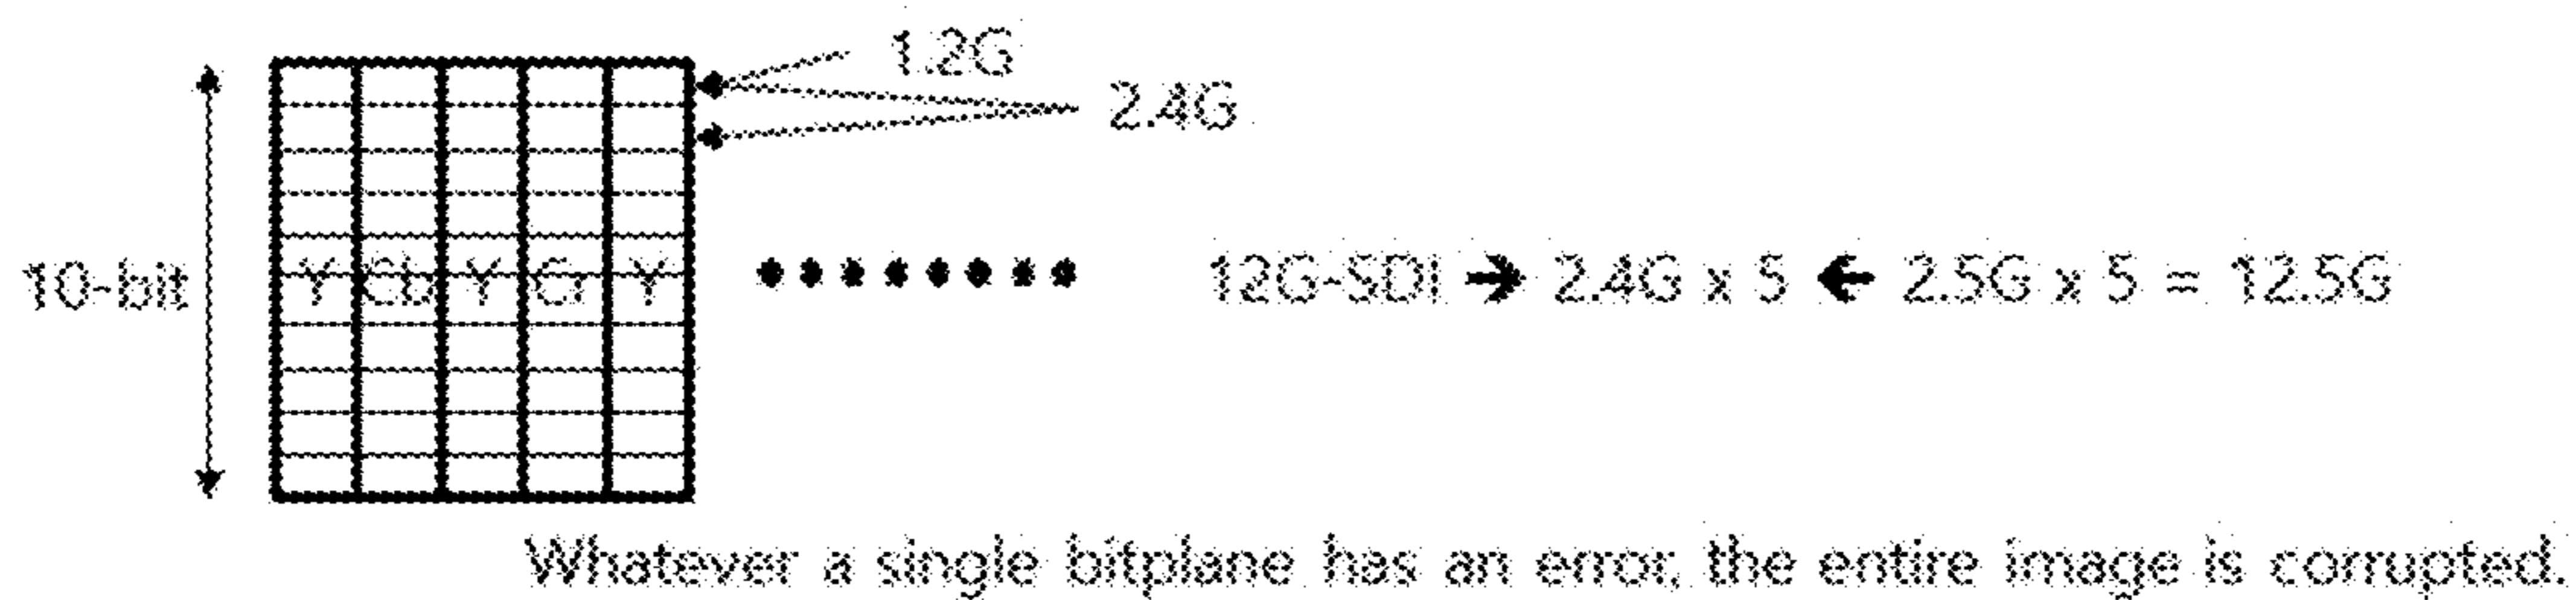 1.2G
2.4G
10-bit
Y Cb Y Cr Y
12G-SDI → 2.4G x 5 ← 2.5G x 5 = 12.5G
Whatever a single bitplane has an error, the entire image is corrupted.